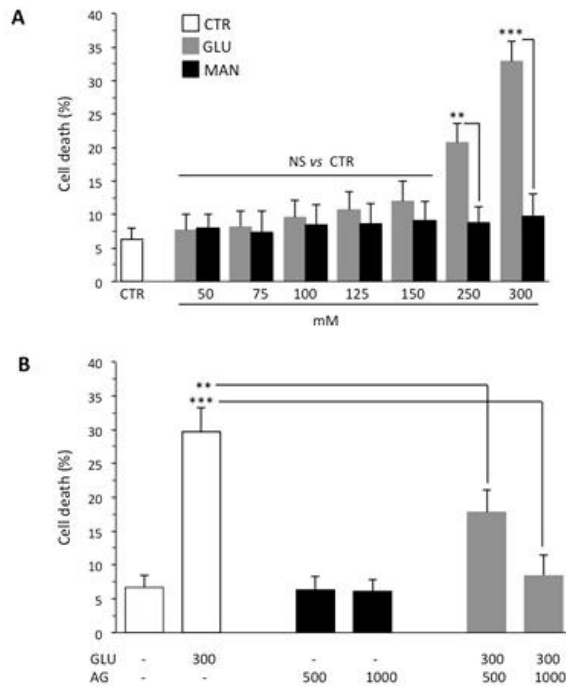 A
40
35
30
25
20
15
10
5
0
Cell death (%)
CTR
GLU
MAN
NS vs CTR
**
***
CTR 50 75 100 125 150 250 300
mM
B
40
35
30
25
20
15
10
5
0
Cell death (%)
**
***
GLU - 300 - - 300 300
AG - - 500 1000 500 1000